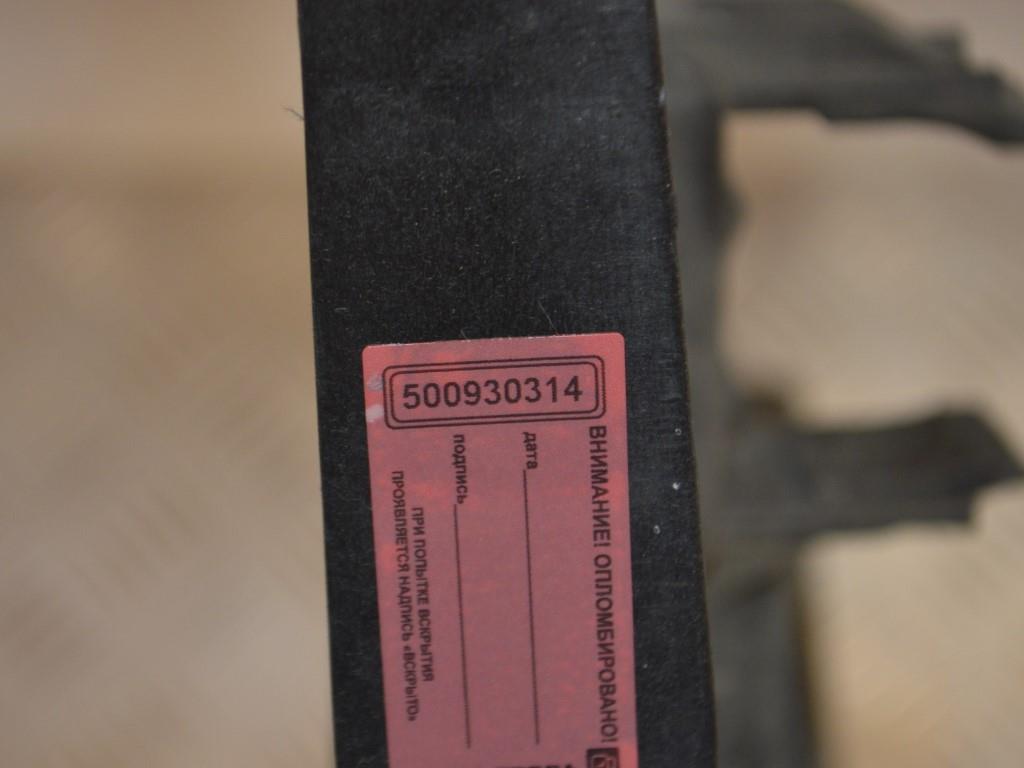 500930314
ВНИМАНИЕ! ОПЛОМБИРОВАНО!
дата
подпись
ПРИ ПОПЫТКЕ ВСКРЫТИЯ
ПРОЯВЛЯЕТСЯ НАДПИСЬ «ВСКРЫТО»